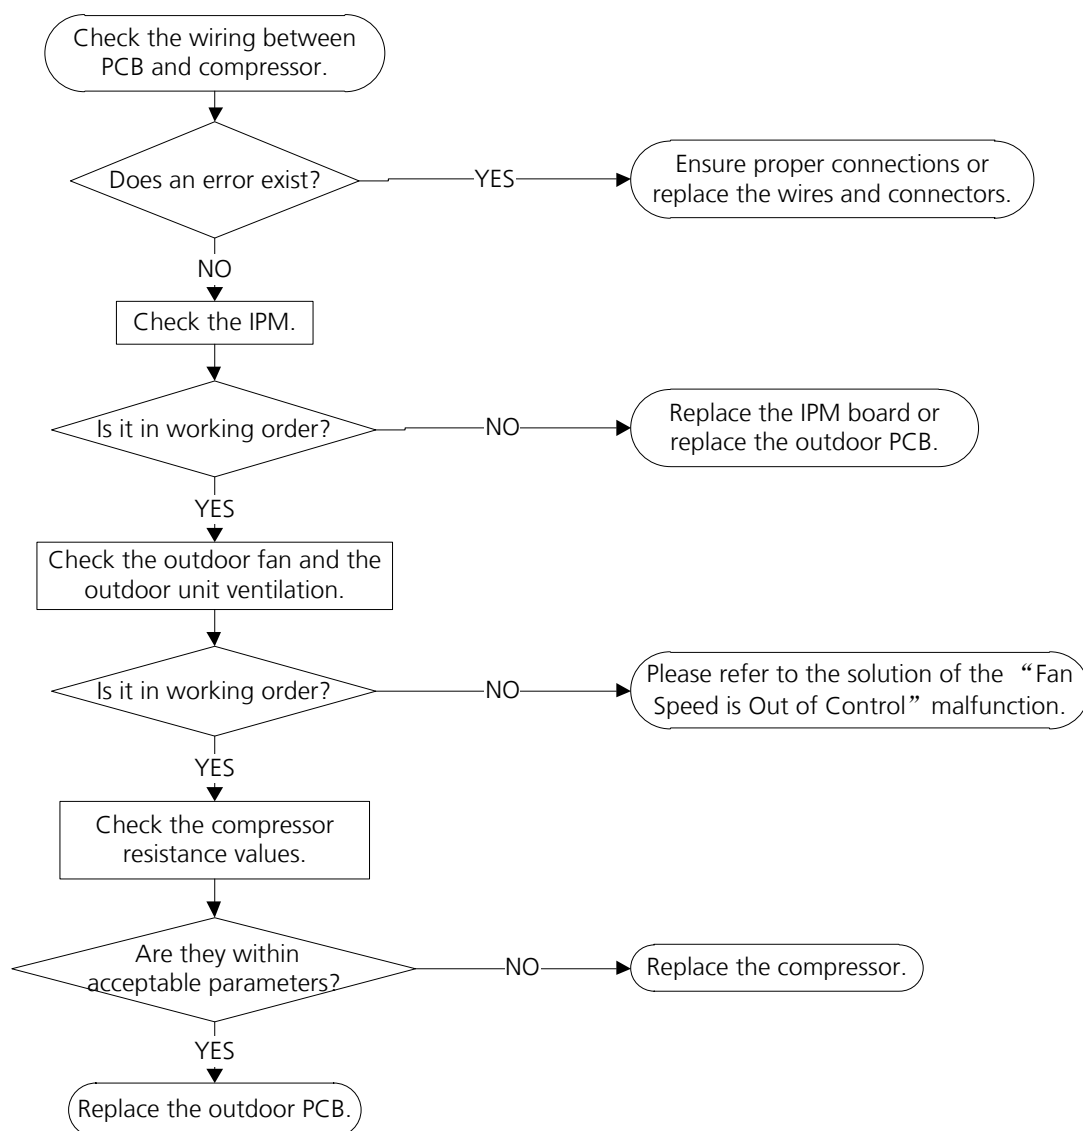 Check the wiring between
PCB and compressor.
Does an error exist?
YES
Ensure proper connections or
replace the wires and connectors.
NO
Check the IPM.
Is it in working order?
NO
Replace the IPM board or
replace the outdoor PCB.
YES
Check the outdoor fan and the
outdoor unit ventilation.
Is it in working order?
NO
Please refer to the solution of the “Fan
Speed is Out of Control” malfunction.
YES
Check the compressor
resistance values.
Are they within
acceptable parameters?
NO
Replace the compressor.
YES
Replace the outdoor PCB.